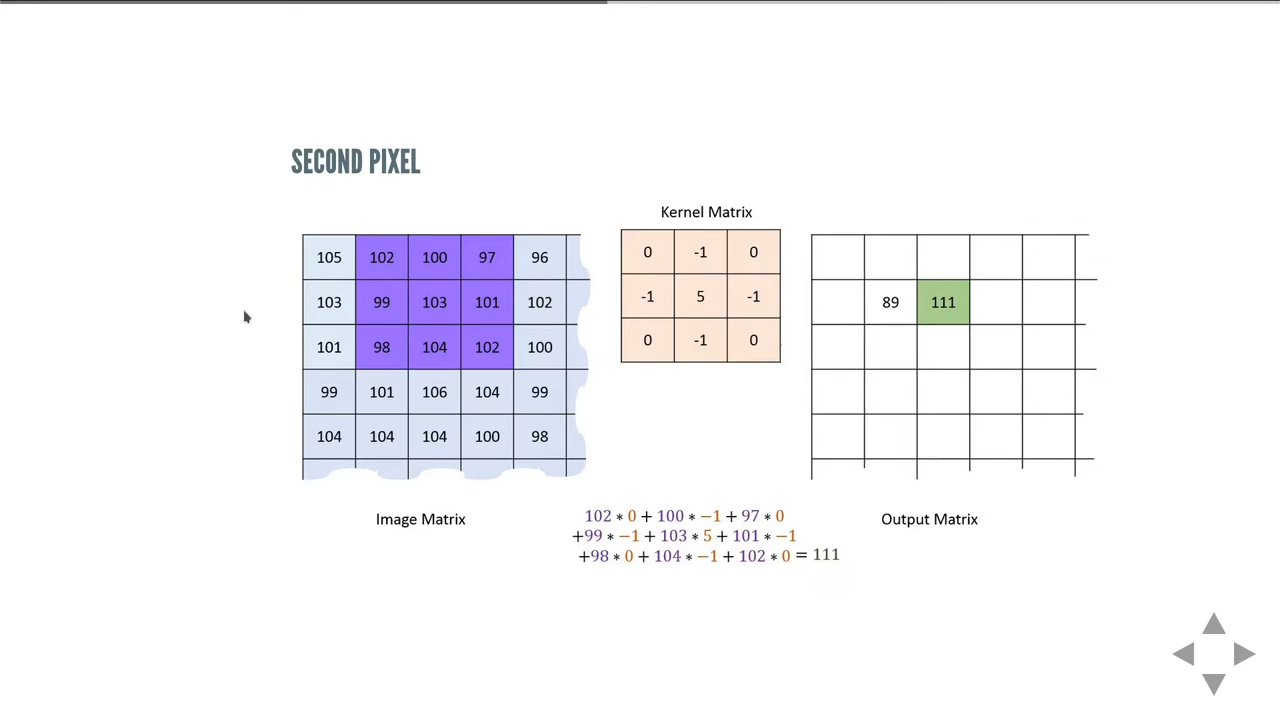 SECOND PIXEL
Kernel Matrix
105 102 100 97 96
103 99 103 101 102
101 98 104 102 100
99 101 106 104 99
104 104 104 100 98
0 -1 0
-1 5 -1
0 -1 0
89 111
Image Matrix
Output Matrix
102 * 0 + 100 * −1 + 97 * 0
+99 * −1 + 103 * 5 + 101 * −1
+98 * 0 + 104 * −1 + 102 * 0 = 111